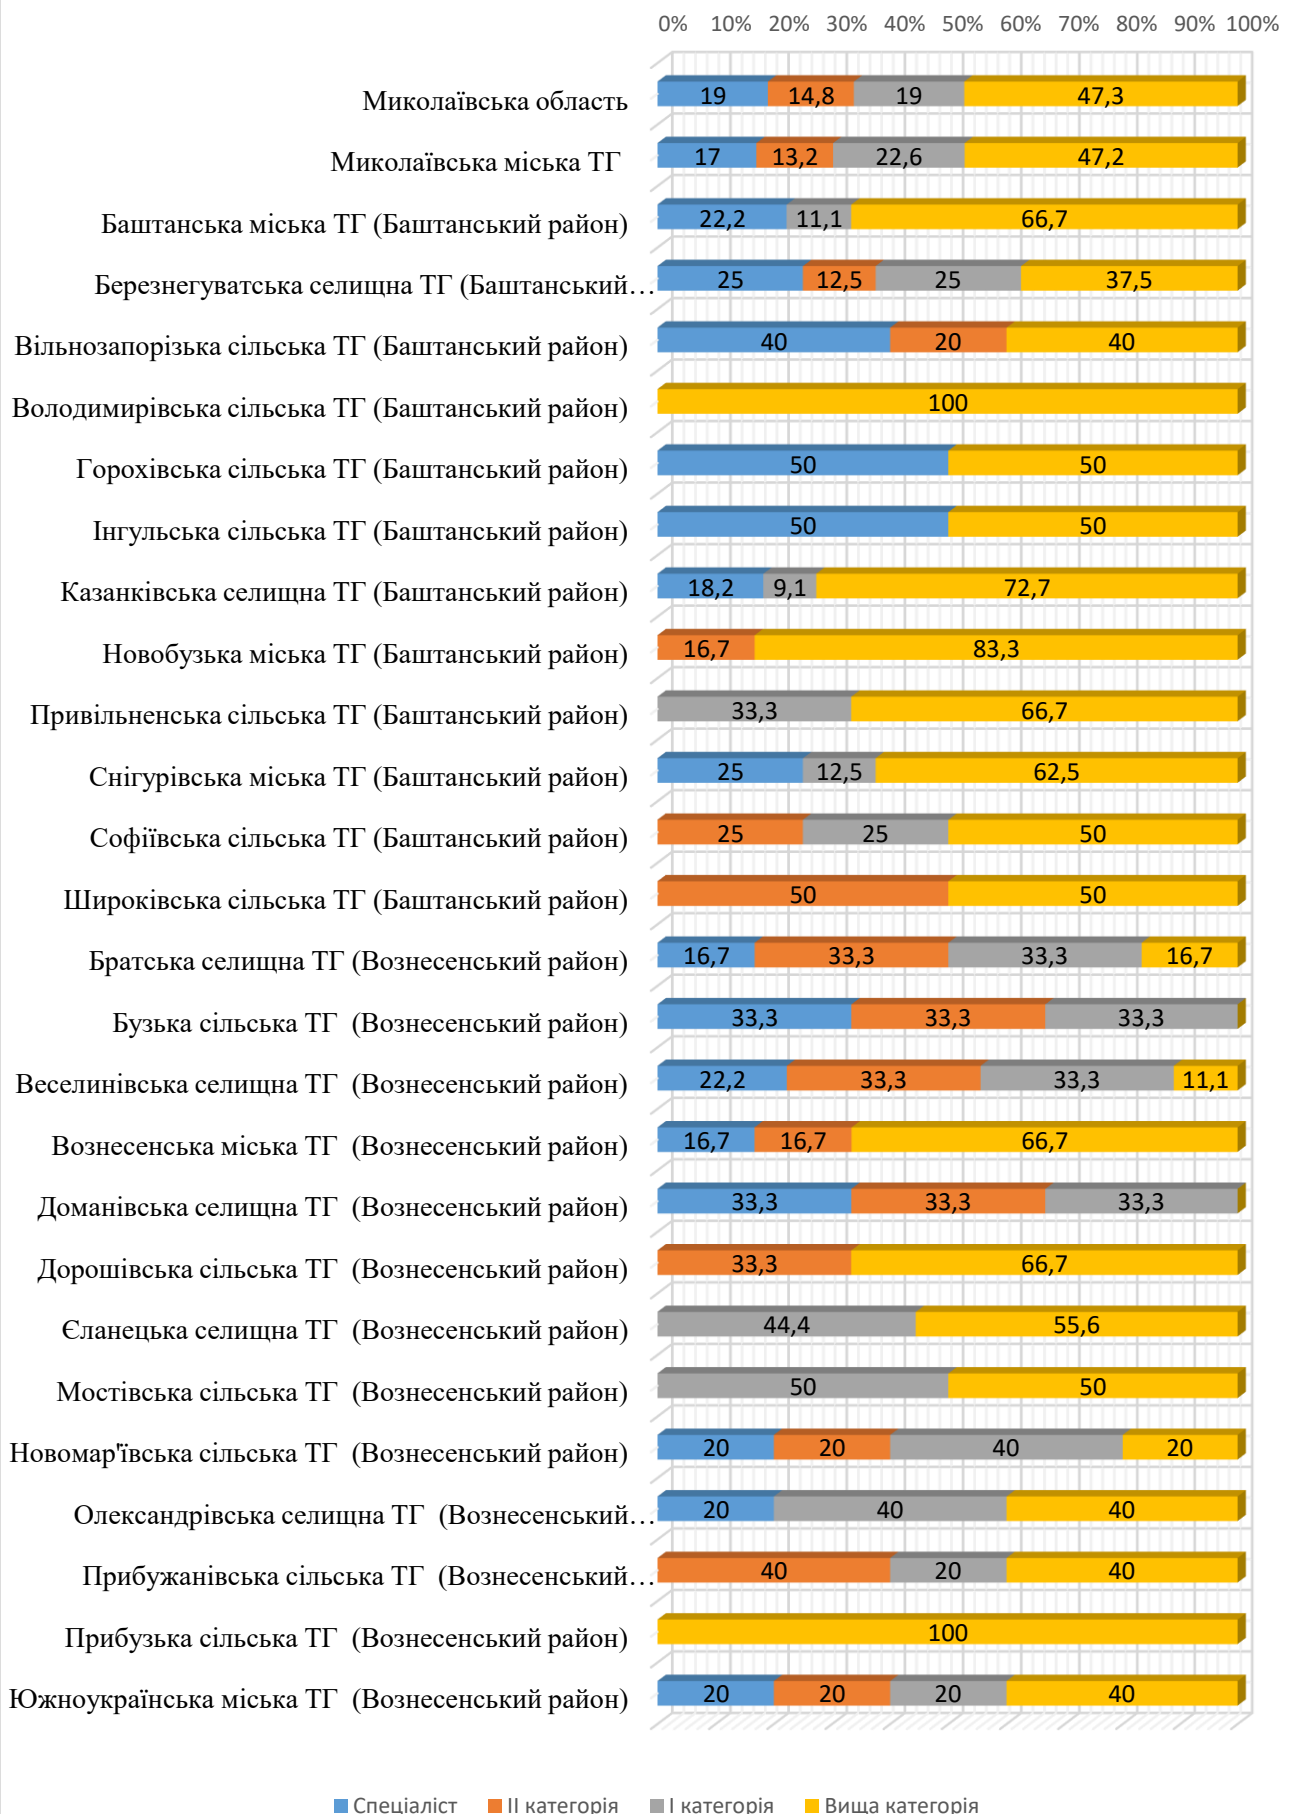 0% 10% 20% 30% 40% 50% 60% 70% 80% 90% 100%
Миколаївська область 19 14,8 19 47,3
Миколаївська міська ТГ 17 13,2 22,6 47,2
Баштанська міська ТГ (Баштанський район) 22,2 11,1 66,7
Березнегуватська селищна ТГ (Баштанський… 25 12,5 25 37,5
Вільнозапорізька сільська ТГ (Баштанський район) 40 20 40
Володимирівська сільська ТГ (Баштанський район) 100
Горохівська сільська ТГ (Баштанський район) 50 50
Інгульська сільська ТГ (Баштанський район) 50 50
Казанківська селищна ТГ (Баштанський район) 18,2 9,1 72,7
Новобузька міська ТГ (Баштанський район) 16,7 83,3
Привільненська сільська ТГ (Баштанський район) 33,3 66,7
Снігурівська міська ТГ (Баштанський район) 25 12,5 62,5
Софіївська сільська ТГ (Баштанський район) 25 25 50
Широківська сільська ТГ (Баштанський район) 50 50
Братська селищна ТГ (Вознесенський район) 16,7 33,3 33,3 16,7
Бузька сільська ТГ (Вознесенський район) 33,3 33,3 33,3
Веселинівська селищна ТГ (Вознесенський район) 22,2 33,3 33,3 11,1
Вознесенська міська ТГ (Вознесенський район) 16,7 16,7 66,7
Доманівська селищна ТГ (Вознесенський район) 33,3 33,3 33,3
Дорошівська сільська ТГ (Вознесенський район) 33,3 66,7
Єланецька селищна ТГ (Вознесенський район) 44,4 55,6
Мостівська сільська ТГ (Вознесенський район) 50 50
Новомар'ївська сільська ТГ (Вознесенський район) 20 20 40 20
Олександрівська селищна ТГ (Вознесенський… 20 40 40
Прибужанівська сільська ТГ (Вознесенський… 40 20 40
Прибузька сільська ТГ (Вознесенський район) 100
Южноукраїнська міська ТГ (Вознесенський район) 20 20 20 40
Спеціаліст ІІ категорія І категорія Вища категорія